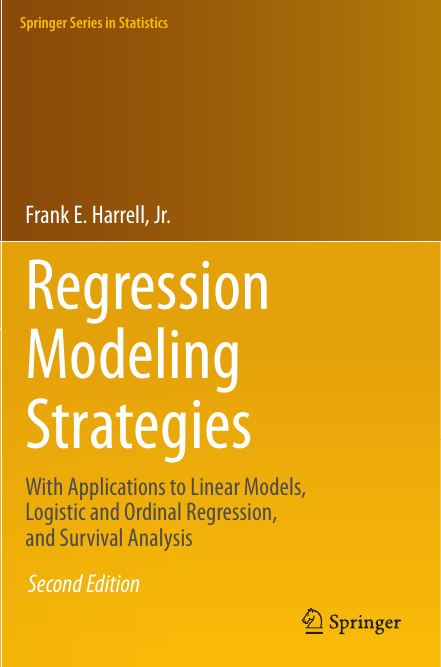 Springer Series in Statistics
Frank E. Harrell, Jr.
Regression
Modeling
Strategies
With Applications to Linear Models,
Logistic and Ordinal Regression,
and Survival Analysis
Second Edition
Springer